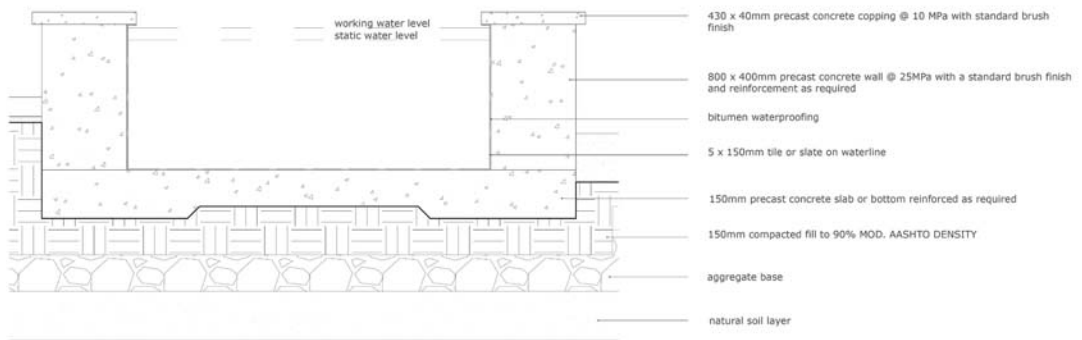 working water level
static water level
430 x 40mm precast concrete copping @ 10 MPa with standard brush
finish
800 x 400mm precast concrete wall @ 25MPa with a standard brush finish
and reinforcement as required
bitumen waterproofing
5 x 150mm tile or slate on waterline
150mm precast concrete slab or bottom reinforced as required
150mm compacted fill to 90% MOD. AASHTO DENSITY
aggregate base
natural soil layer